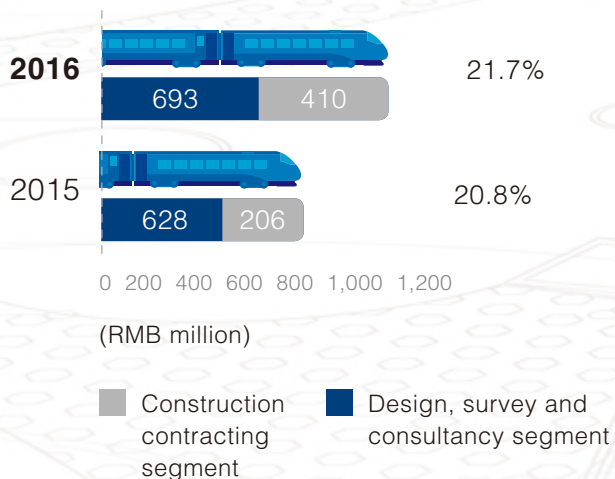 2016
693 410
21.7%
2015
628 206
20.8%
0 200 400 600 800 1,000 1,200
(RMB million)
Construction
contracting
segment
Design, survey and
consultancy segment